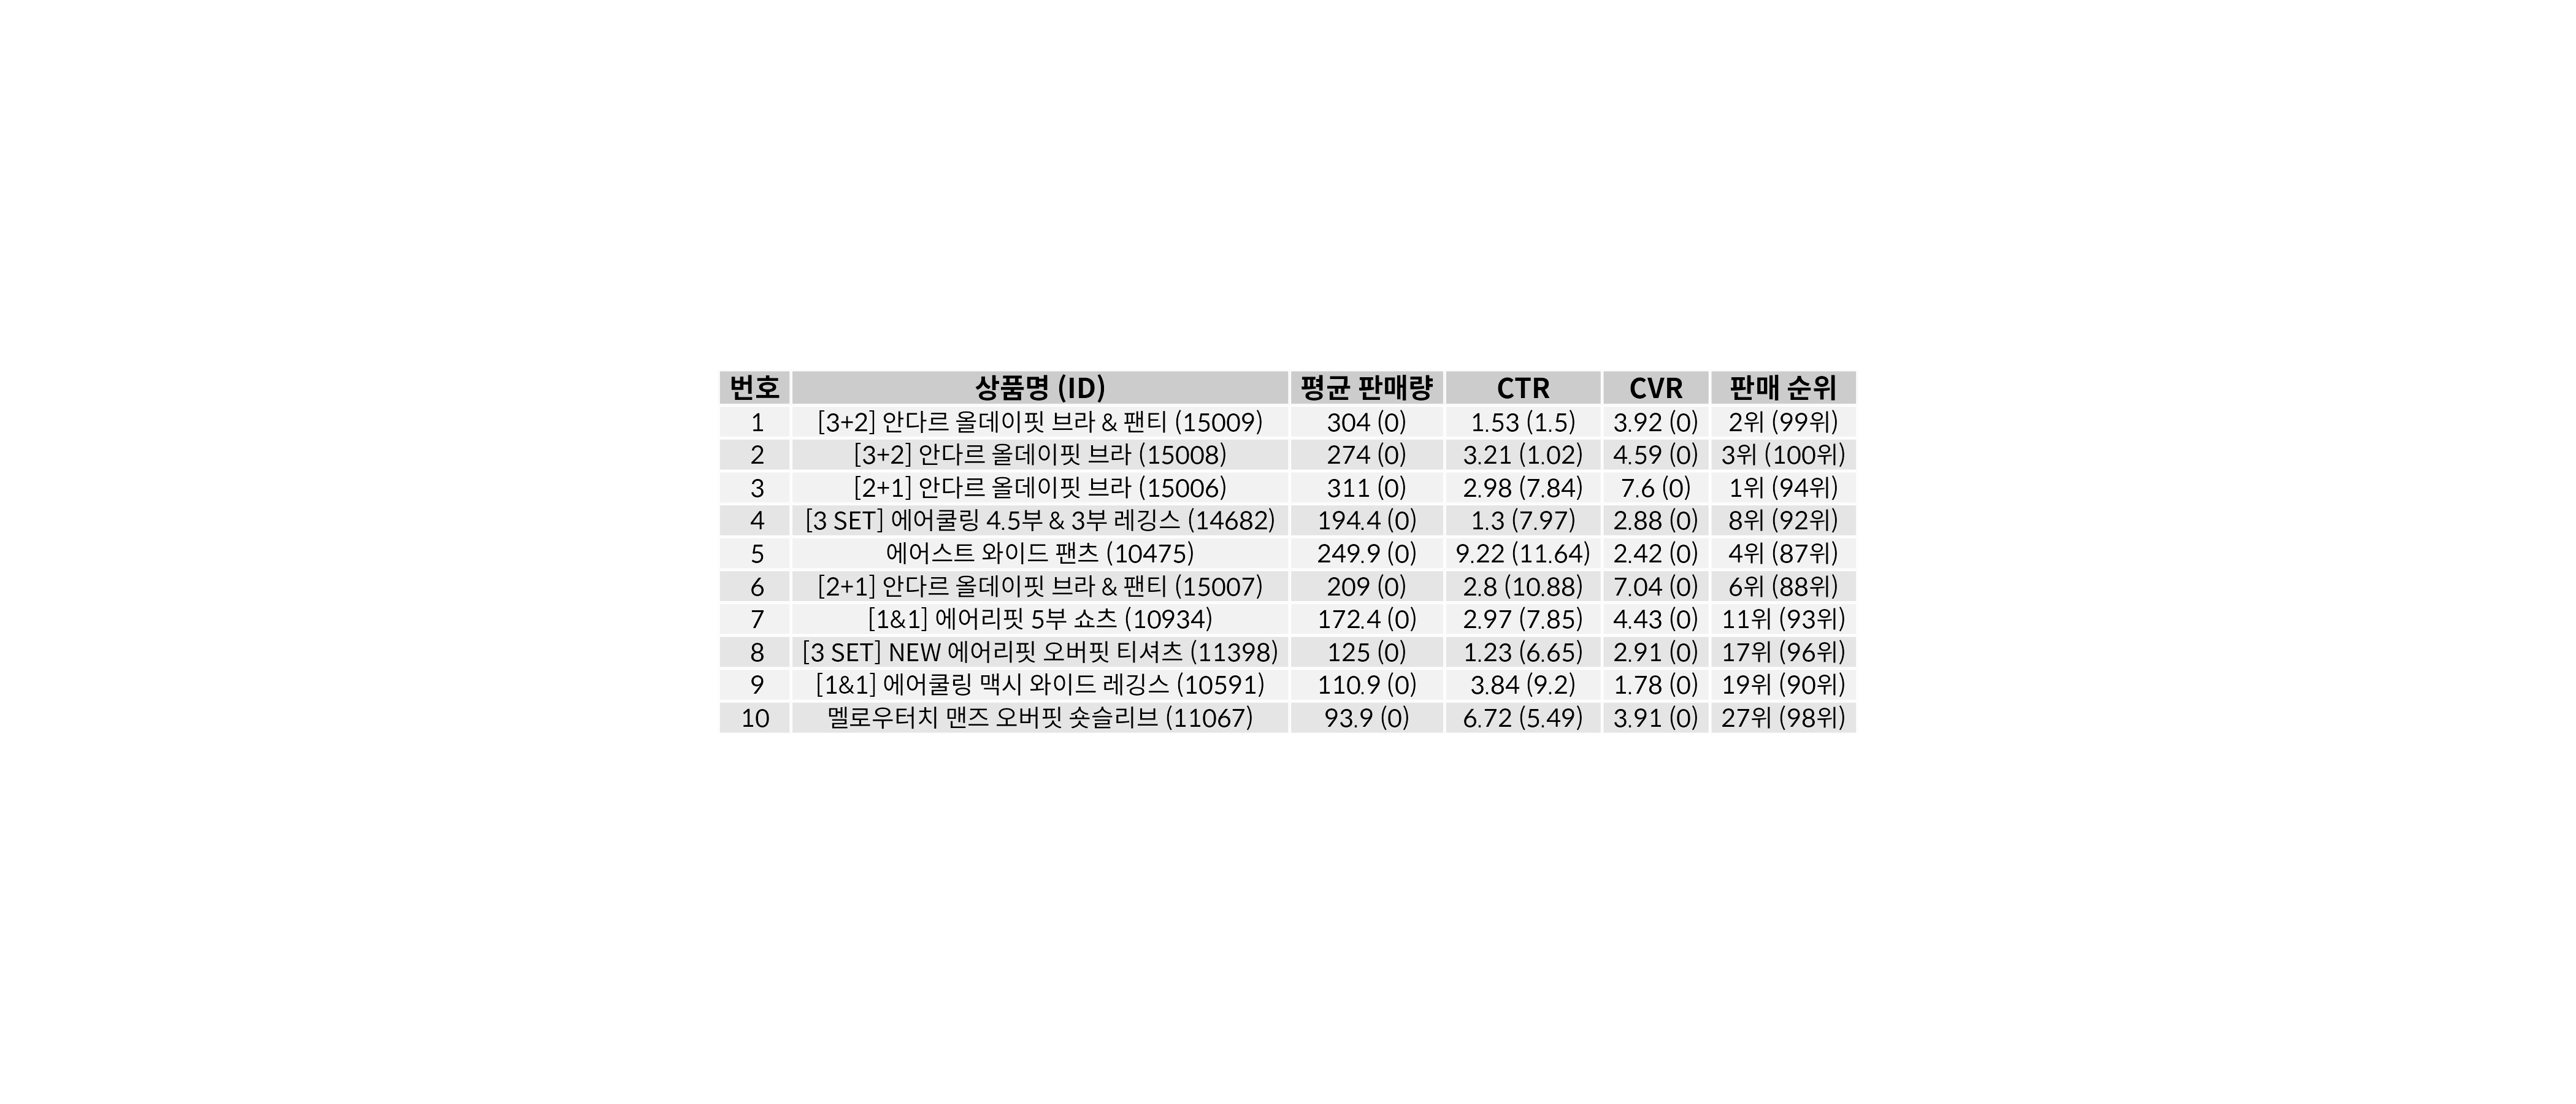 번호 상품명 (ID) 평균 판매량 CTR CVR 판매 순위
1 [3+2] 안다르 올데이핏 브라 & 팬티 (15009) 304 (0) 1.53 (1.5) 3.92 (0) 2위 (99위)
2 [3+2] 안다르 올데이핏 브라 (15008) 274 (0) 3.21 (1.02) 4.59 (0) 3위 (100위)
3 [2+1] 안다르 올데이핏 브라 (15006) 311 (0) 2.98 (7.84) 7.6 (0) 1위 (94위)
4 [3 SET] 에어쿨링 4.5부 & 3부 레깅스 (14682) 194.4 (0) 1.3 (7.97) 2.88 (0) 8위 (92위)
5 에어스트 와이드 팬츠 (10475) 249.9 (0) 9.22 (11.64) 2.42 (0) 4위 (87위)
6 [2+1] 안다르 올데이핏 브라 & 팬티 (15007) 209 (0) 2.8 (10.88) 7.04 (0) 6위 (88위)
7 [1&1] 에어리핏 5부 쇼츠 (10934) 172.4 (0) 2.97 (7.85) 4.43 (0) 11위 (93위)
8 [3 SET] NEW 에어리핏 오버핏 티셔츠 (11398) 125 (0) 1.23 (6.65) 2.91 (0) 17위 (96위)
9 [1&1] 에어쿨링 맥시 와이드 레깅스 (10591) 110.9 (0) 3.84 (9.2) 1.78 (0) 19위 (90위)
10 멜로우터치 맨즈 오버핏 숏슬리브 (11067) 93.9 (0) 6.72 (5.49) 3.91 (0) 27위 (98위)